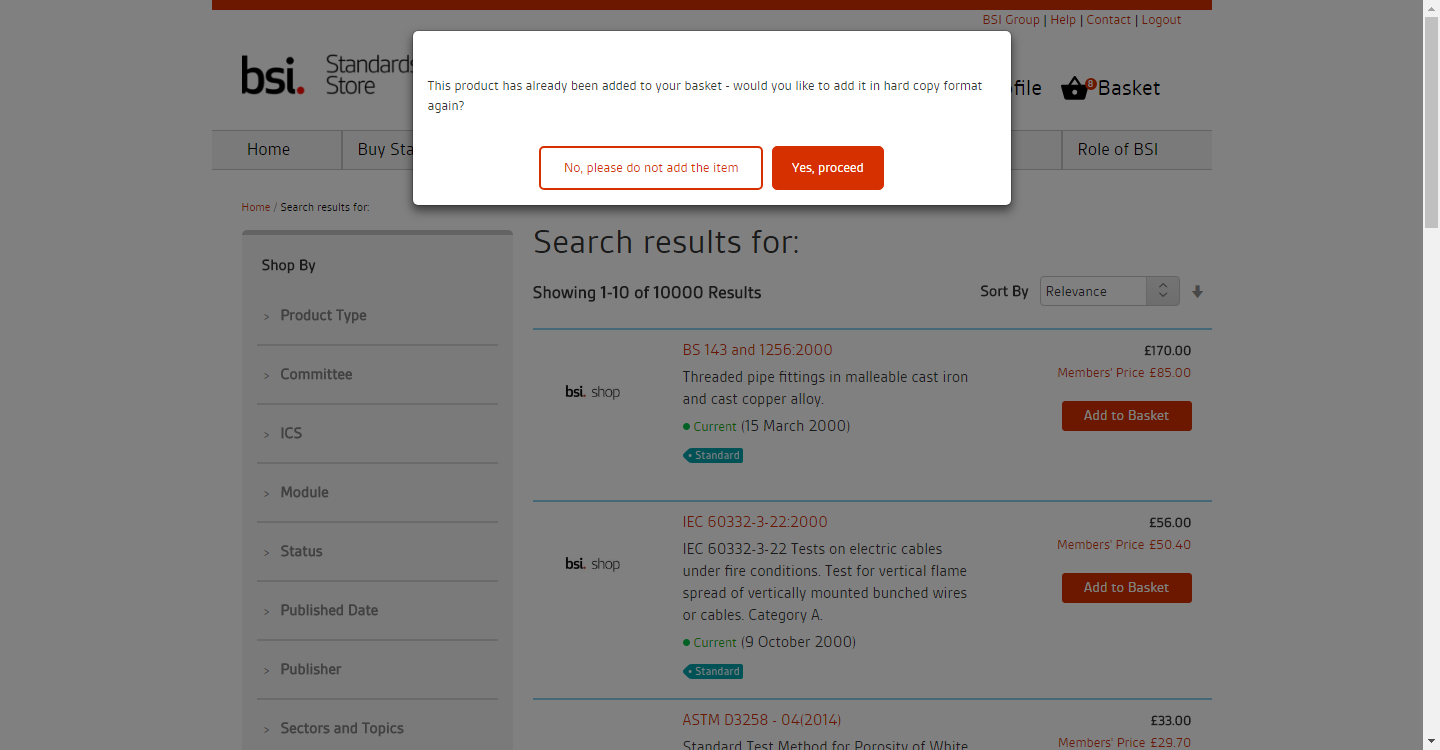 BSI Group | Help | Contact | Logout
bsi.
Standards
Store
This product has already been added to your basket - would you like to add it in hard copy format
again?
No, please do not add the item
Yes, proceed
8
Basket
Home
Buy Sta
Role of BSI
Home / Search results for:
Shop By
> Product Type
> Committee
> ICS
> Module
> Status
> Published Date
> Publisher
> Sectors and Topics
Search results for:
Showing 1-10 of 10000 Results
Sort By
Relevance
bsi. shop
BS 143 and 1256:2000
Threaded pipe fittings in malleable cast iron
and cast copper alloy.
Current (15 March 2000)
Standard
£170.00
Members' Price £85.00
Add to Basket
bsi. shop
IEC 60332-3-22:2000
IEC 60332-3-22 Tests on electric cables
under fire conditions. Test for vertical flame
spread of vertically mounted bunched wires
or cables. Category A.
Current (9 October 2000)
Standard
£56.00
Members' Price £50.40
Add to Basket
ASTM D3258 - 04(2014)
Standard Test Method for Porosity of White
£33.00
Members' Price £29.70